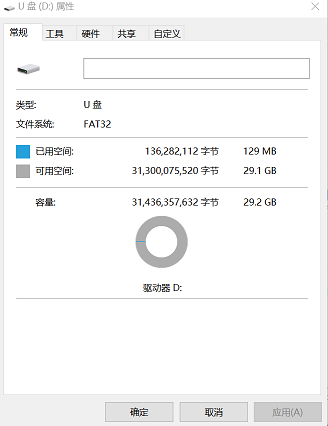 U 盘 (D:) 属性
常规 工具 硬件 共享 自定义
类型: U 盘
文件系统: FAT32
已用空间: 136,282,112 字节 129 MB
可用空间: 31,300,075,520 字节 29.1 GB
容量: 31,436,357,632 字节 29.2 GB
驱动器 D:
确定 取消 应用(A)